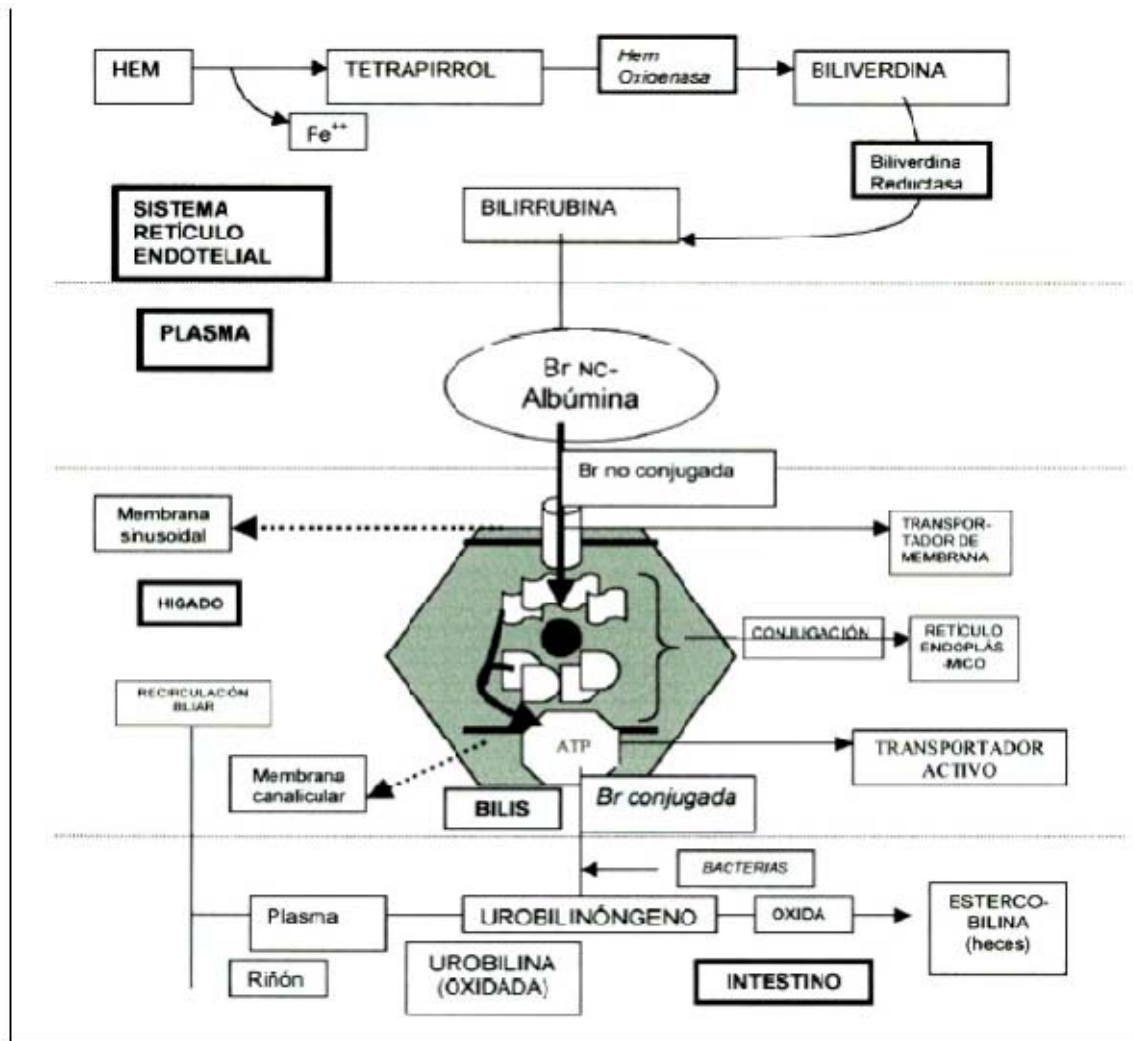 HEM
TETRAPIRROL
Hem
Oxigenasa
BILIVERDINA
Fe++
Biliverdina
Reductasa
SISTEMA
RETÍCULO
ENDOTELIAL
BILIRRUBINA
PLASMA
Br NC-
Albúmina
Br no conjugada
Membrana
sinusoidal
TRANSPOR-
TADOR DE
MEMBRANA
HIGADO
CONJUGACIÓN
RETÍCULO
ENDOPLÁS
-MICO
RECIRCULACIÓN
BILIAR
ATP
TRANSPORTADOR
ACTIVO
Membrana
canalicular
BILIS
Br conjugada
BACTERIAS
Plasma
UROBILINÓNGENO
OXIDA
ESTERCO-
BILINA
(heces)
Riñón
UROBILINA
(OXIDADA)
INTESTINO